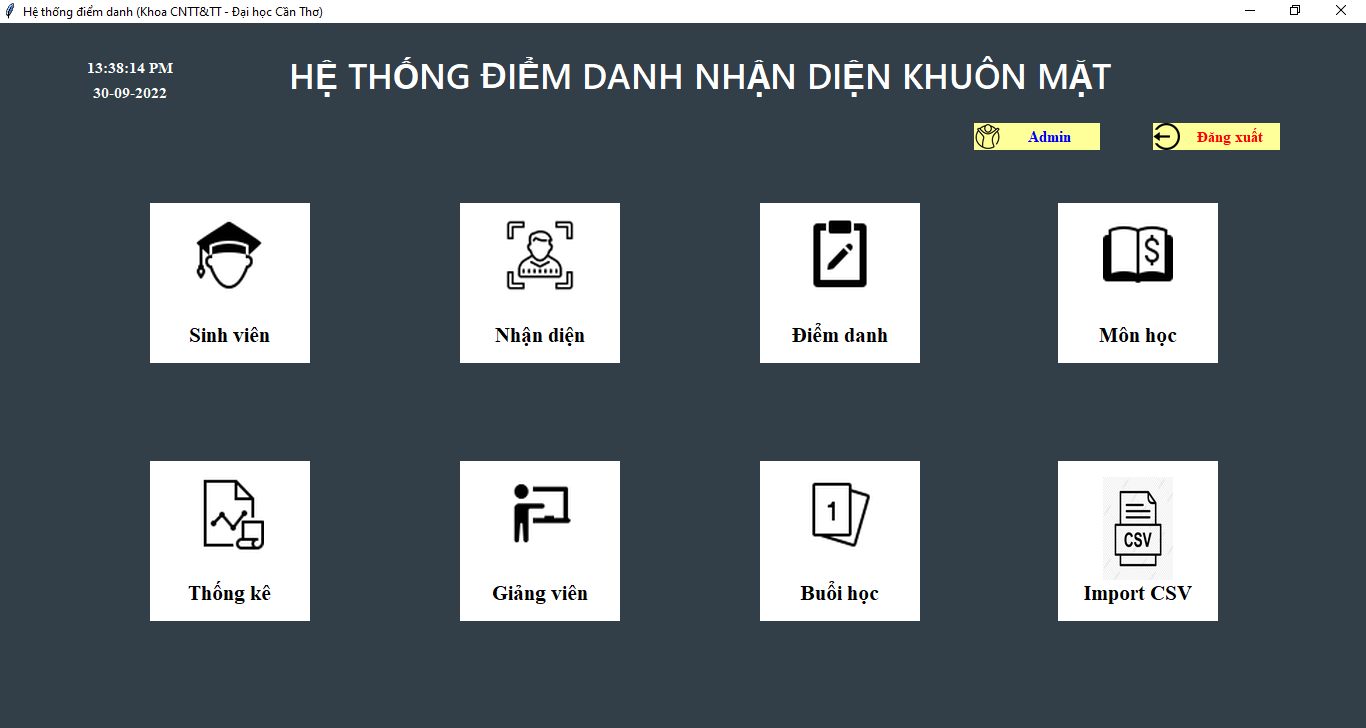 Hệ thống điểm danh (Khoa CNTT&TT - Đại học Cần Thơ)
13:38:14 PM
30-09-2022
HỆ THỐNG ĐIỂM DANH NHẬN DIỆN KHUÔN MẶT
Admin
Đăng xuất
Sinh viên
Nhận diện
Điểm danh
$
Môn học
Thống kê
Giảng viên
1
Buổi học
CSV
Import CSV